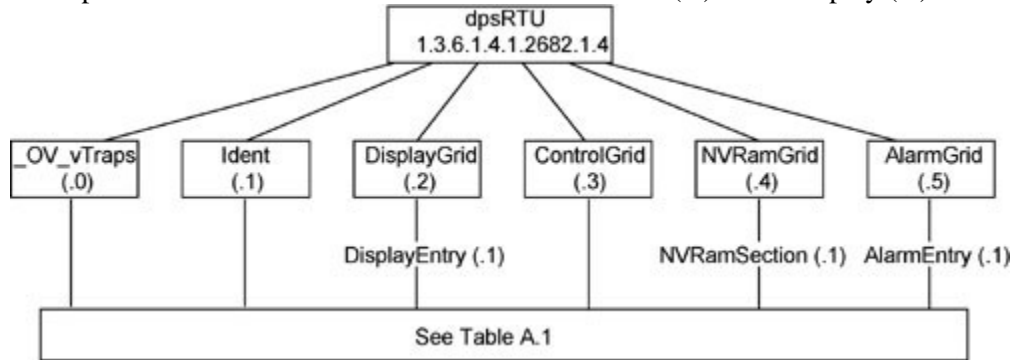 dpsRTU
1.3.6.1.4.1.2682.1.4
_OV_vTraps
(.0)
Ident
(.1)
DisplayGrid
(.2)
ControlGrid
(.3)
NVRamGrid
(.4)
AlarmGrid
(.5)
DisplayEntry (.1)
NVRamSection (.1)
AlarmEntry (.1)
See Table A.1